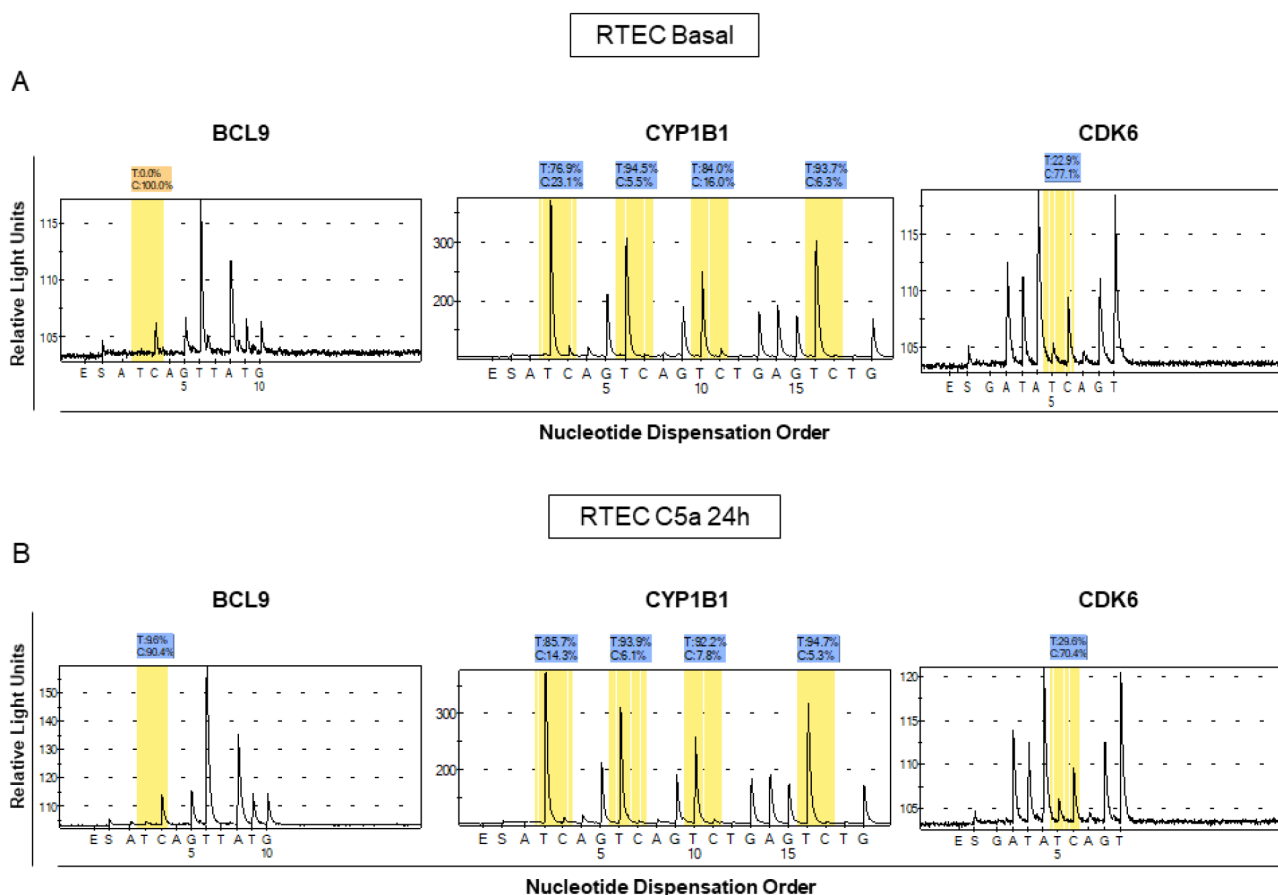 RTEC Basal
A
BCL9
CYP1B1
CDK6
T:0.0%
C:100.0%
T:76.9%
C:23.1%
T:94.5%
C:5.5%
T:84.0%
C:16.0%
T:93.7%
C:6.3%
T:22.9%
C:77.1%
Relative Light Units
115
110
105
300
200
115
110
105
E S A T C A G T T A T G
5 10
E S A T C A G T C A G T C T G A G T C T G
5 10 15
E S G A T A T C A G T
5
Nucleotide Dispensation Order
RTEC C5a 24h
B
BCL9
CYP1B1
CDK6
T:9.6%
C:90.4%
T:85.7%
C:14.3%
T:93.9%
C:6.1%
T:92.2%
C:7.8%
T:94.7%
C:5.3%
T:29.6%
C:70.4%
Relative Light Units
150
140
130
120
110
300
200
120
115
110
105
E S A T C A G T T A T G
5 10
E S A T C A G T C A G T C T G A G T C T G
5 10 15
E S G A T A T C A G T
5
Nucleotide Dispensation Order